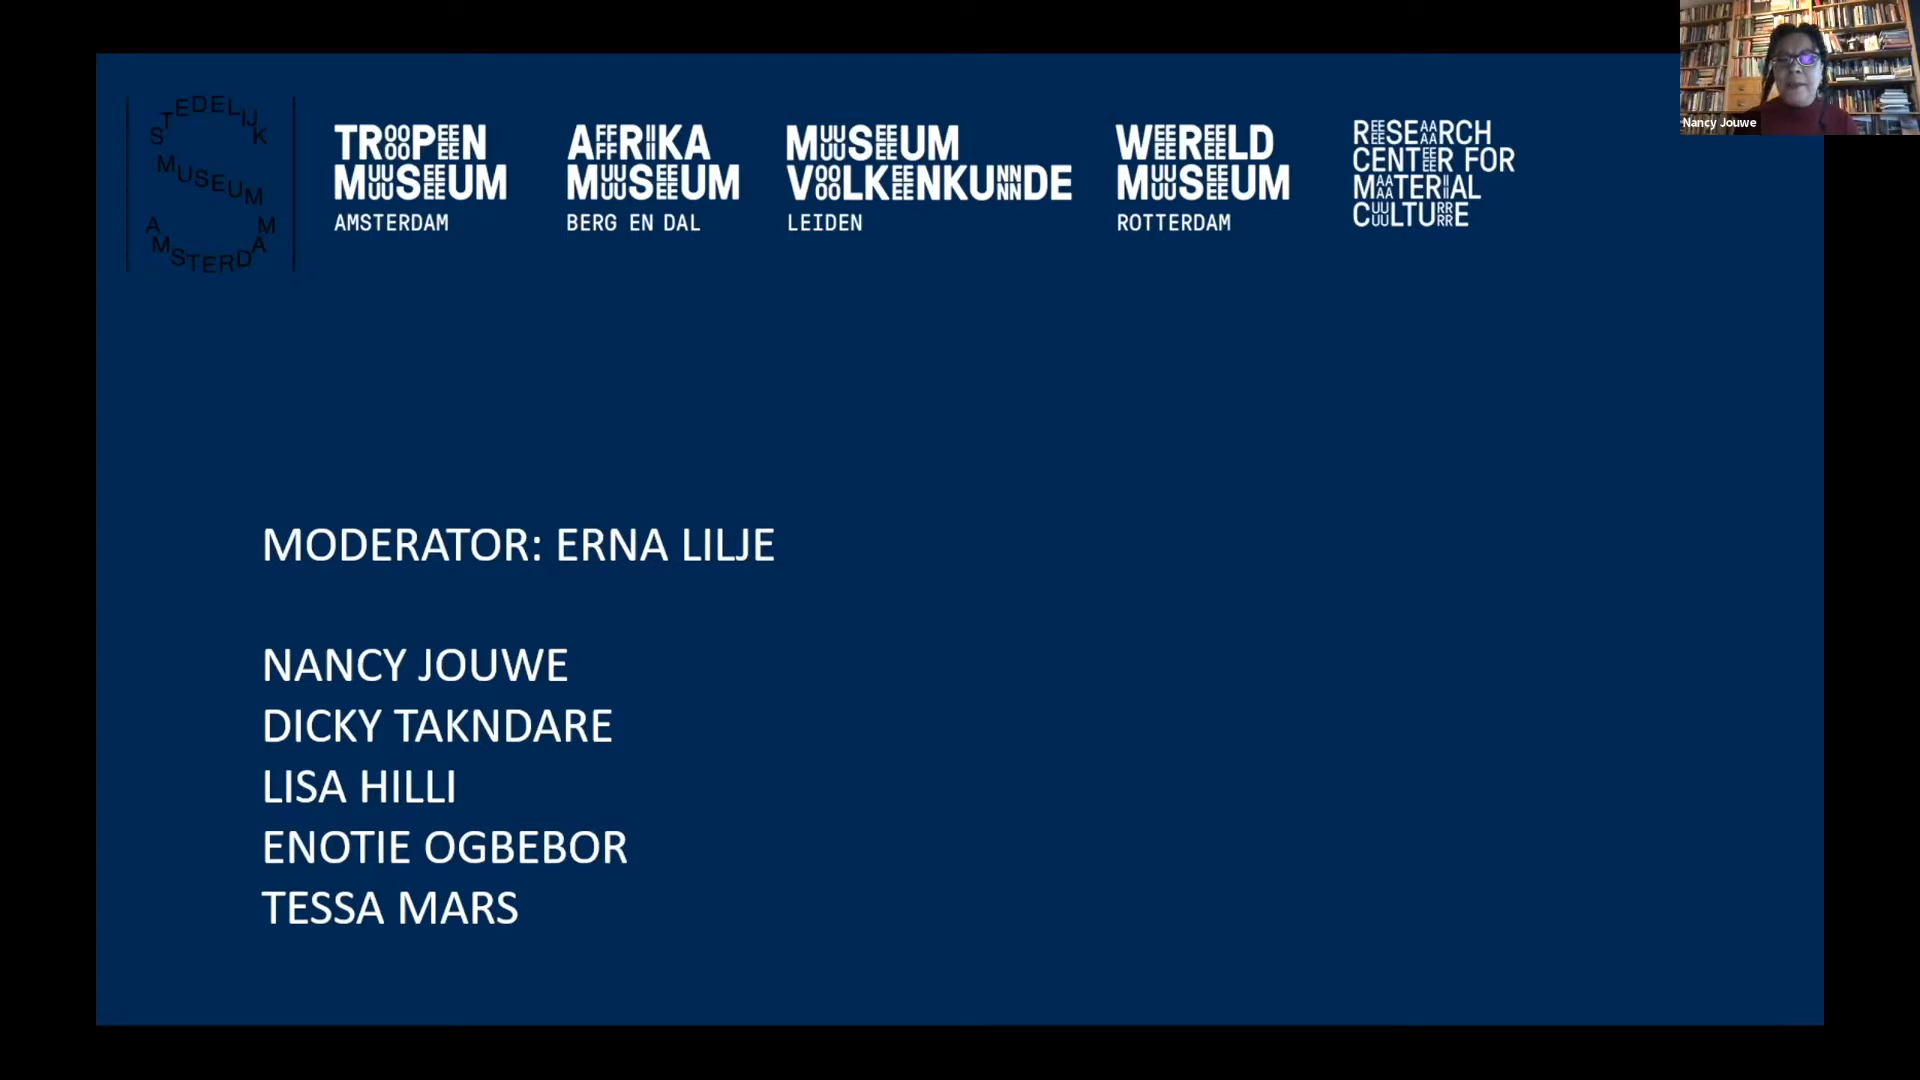 STEDELIJK
MUSEUM
AMSTERDAM
TROPEN
MUSEUM
AMSTERDAM
AFRIKA
MUSEUM
BERG EN DAL
MUSEUM
VOLKENKUNDE
LEIDEN
WERELD
MUSEUM
ROTTERDAM
RESEARCH
CENTER FOR
MATERIAL
CULTURE
Nancy Jouwe
MODERATOR: ERNA LILJE
NANCY JOUWE
DICKY TAKNDARE
LISA HILLI
ENOTIE OGBEBOR
TESSA MARS